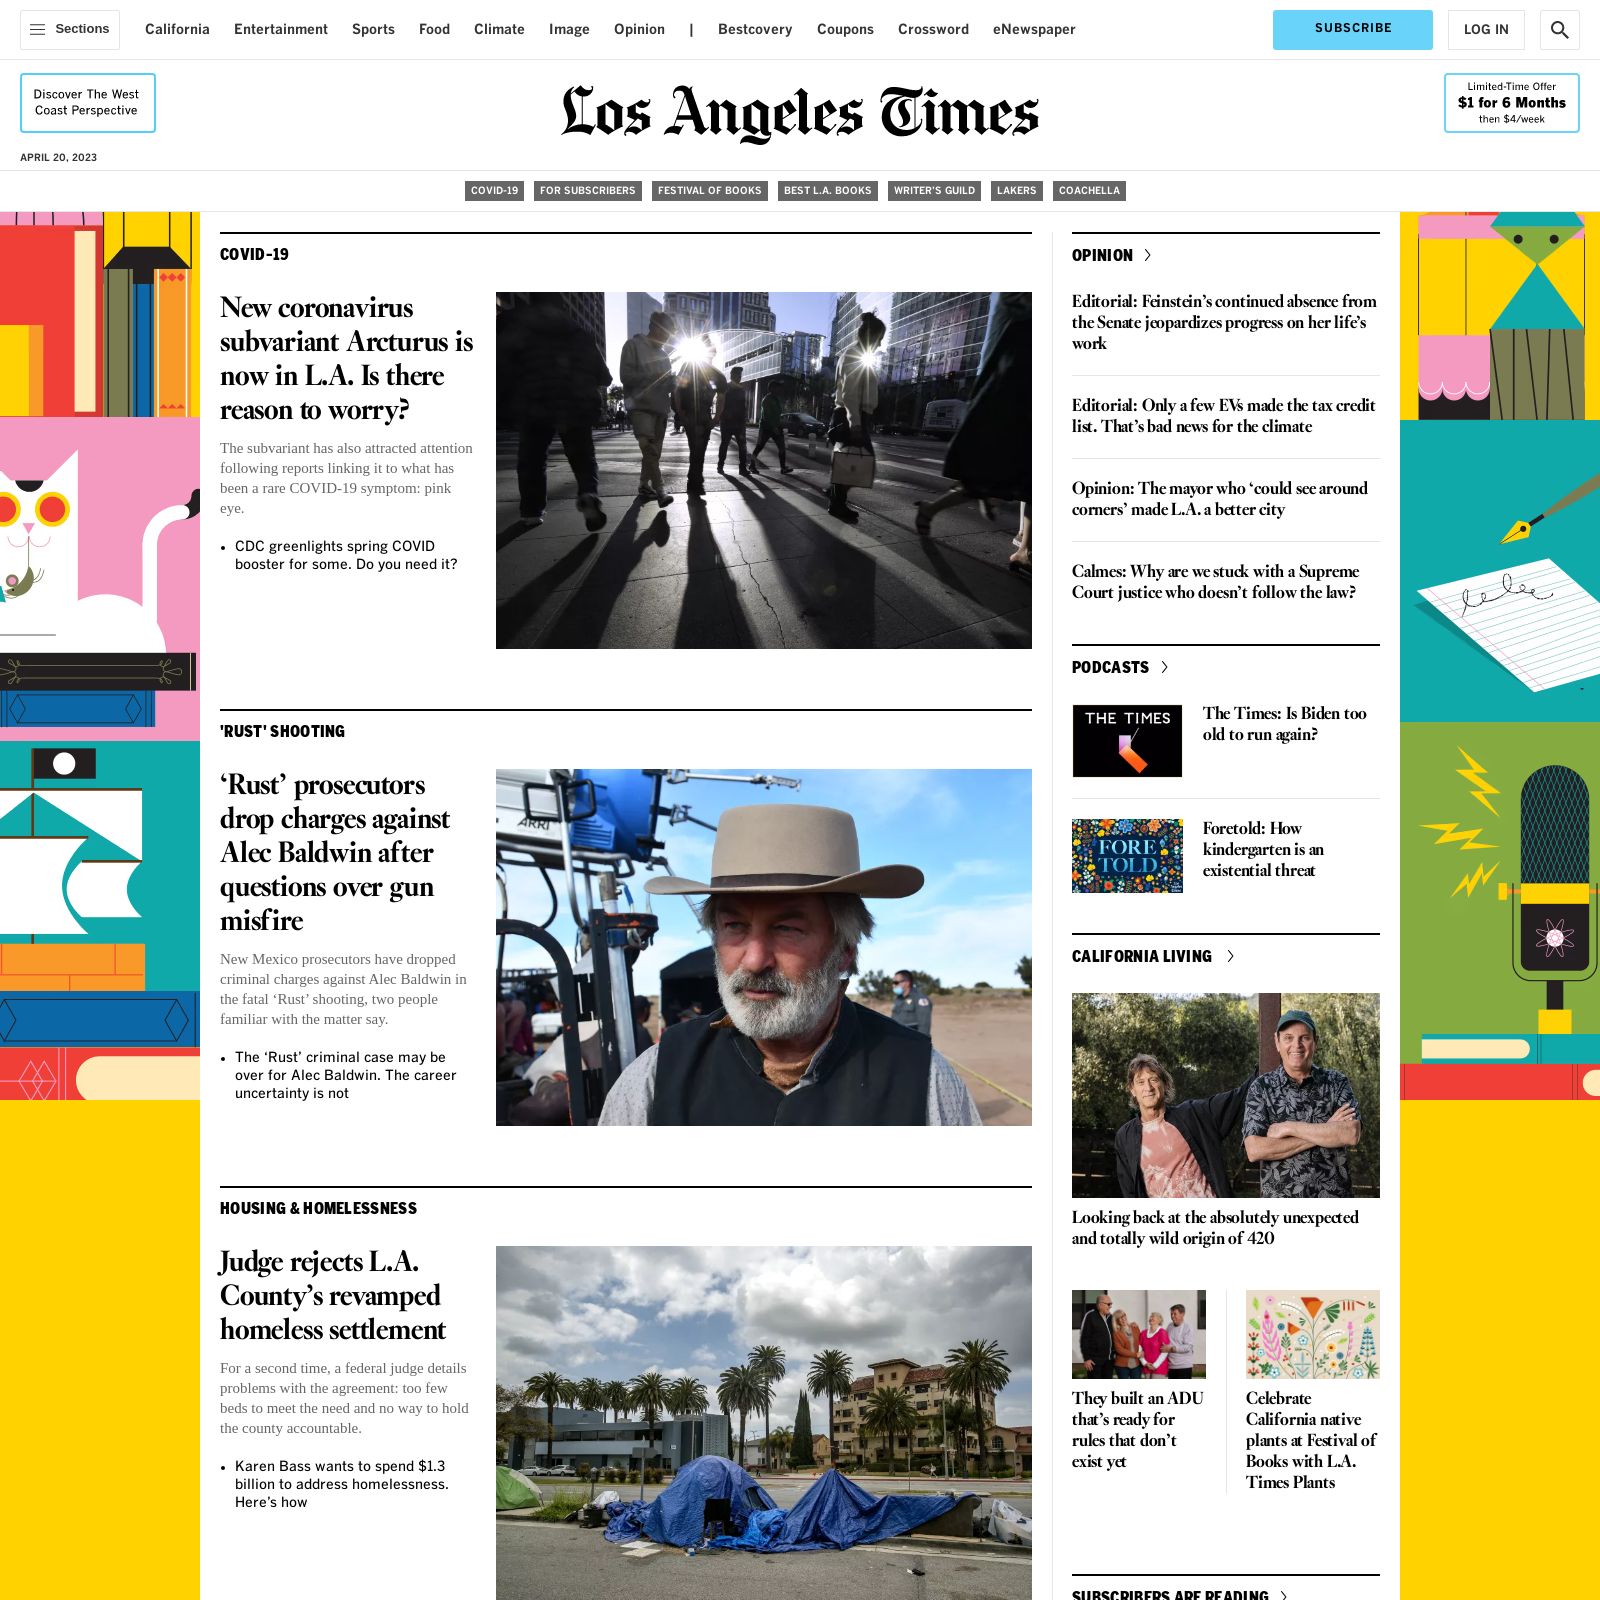 Sections
California Entertainment Sports Food Climate Image Opinion | Bestcovery Coupons Crossword eNewspaper
SUBSCRIBE
LOG IN
Discover The West
Coast Perspective
Los Angeles Times
Limited-Time Offer
$1 for 6 Months
then $4/week
APRIL 20, 2023
COVID-19 FOR SUBSCRIBERS FESTIVAL OF BOOKS BEST L.A. BOOKS WRITER'S GUILD LAKERS COACHELLA
COVID-19
New coronavirus
subvariant Arcturus is
now in L.A. Is there
reason to worry?
The subvariant has also attracted attention
following reports linking it to what has
been a rare COVID-19 symptom: pink
eye.
• CDC greenlights spring COVID
booster for some. Do you need it?
'RUST' SHOOTING
‘Rust’ prosecutors
drop charges against
Alec Baldwin after
questions over gun
misfire
New Mexico prosecutors have dropped
criminal charges against Alec Baldwin in
the fatal ‘Rust’ shooting, two people
familiar with the matter say.
• The ‘Rust’ criminal case may be
over for Alec Baldwin. The career
uncertainty is not
ARRI
HOUSING & HOMELESSNESS
Judge rejects L.A.
County’s revamped
homeless settlement
For a second time, a federal judge details
problems with the agreement: too few
beds to meet the need and no way to hold
the county accountable.
• Karen Bass wants to spend $1.3
billion to address homelessness.
Here’s how
OPINION
Editorial: Feinstein’s continued absence from
the Senate jeopardizes progress on her life’s
work
Editorial: Only a few EVs made the tax credit
list. That’s bad news for the climate
Opinion: The mayor who ‘could see around
corners’ made L.A. a better city
Calmes: Why are we stuck with a Supreme
Court justice who doesn’t follow the law?
PODCASTS
THE TIMES
The Times: Is Biden too
old to run again?
FORE
TOLD
Foretold: How
kindergarten is an
existential threat
CALIFORNIA LIVING
Looking back at the absolutely unexpected
and totally wild origin of 420
They built an ADU
that’s ready for
rules that don’t
exist yet
Celebrate
California native
plants at Festival of
Books with L.A.
Times Plants
SUBSCRIBERS ARE READING